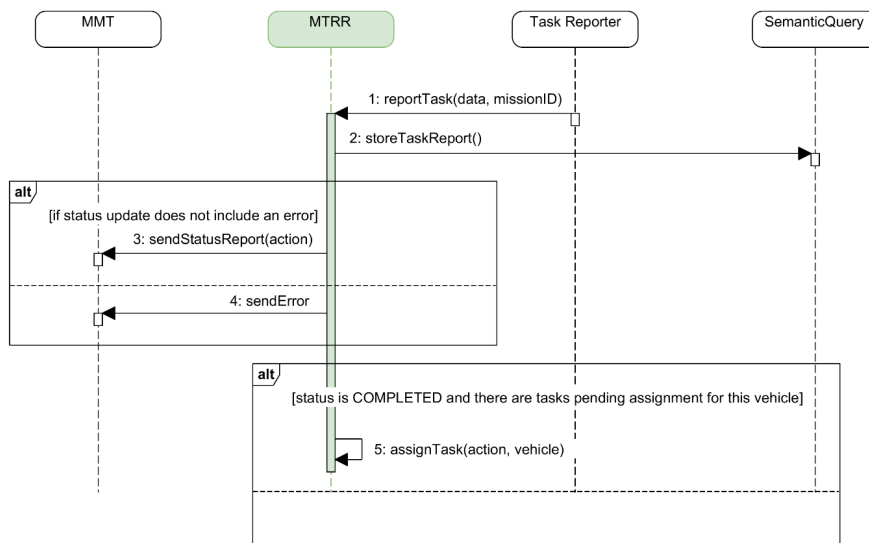 MMT
MTRR
Task Reporter
SemanticQuery
1: reportTask(data, missionID)
2: storeTaskReport()
alt
[if status update does not include an error]
3: sendStatusReport(action)
4: sendError
alt
[status is COMPLETED and there are tasks pending assignment for this vehicle]
5: assignTask(action, vehicle)